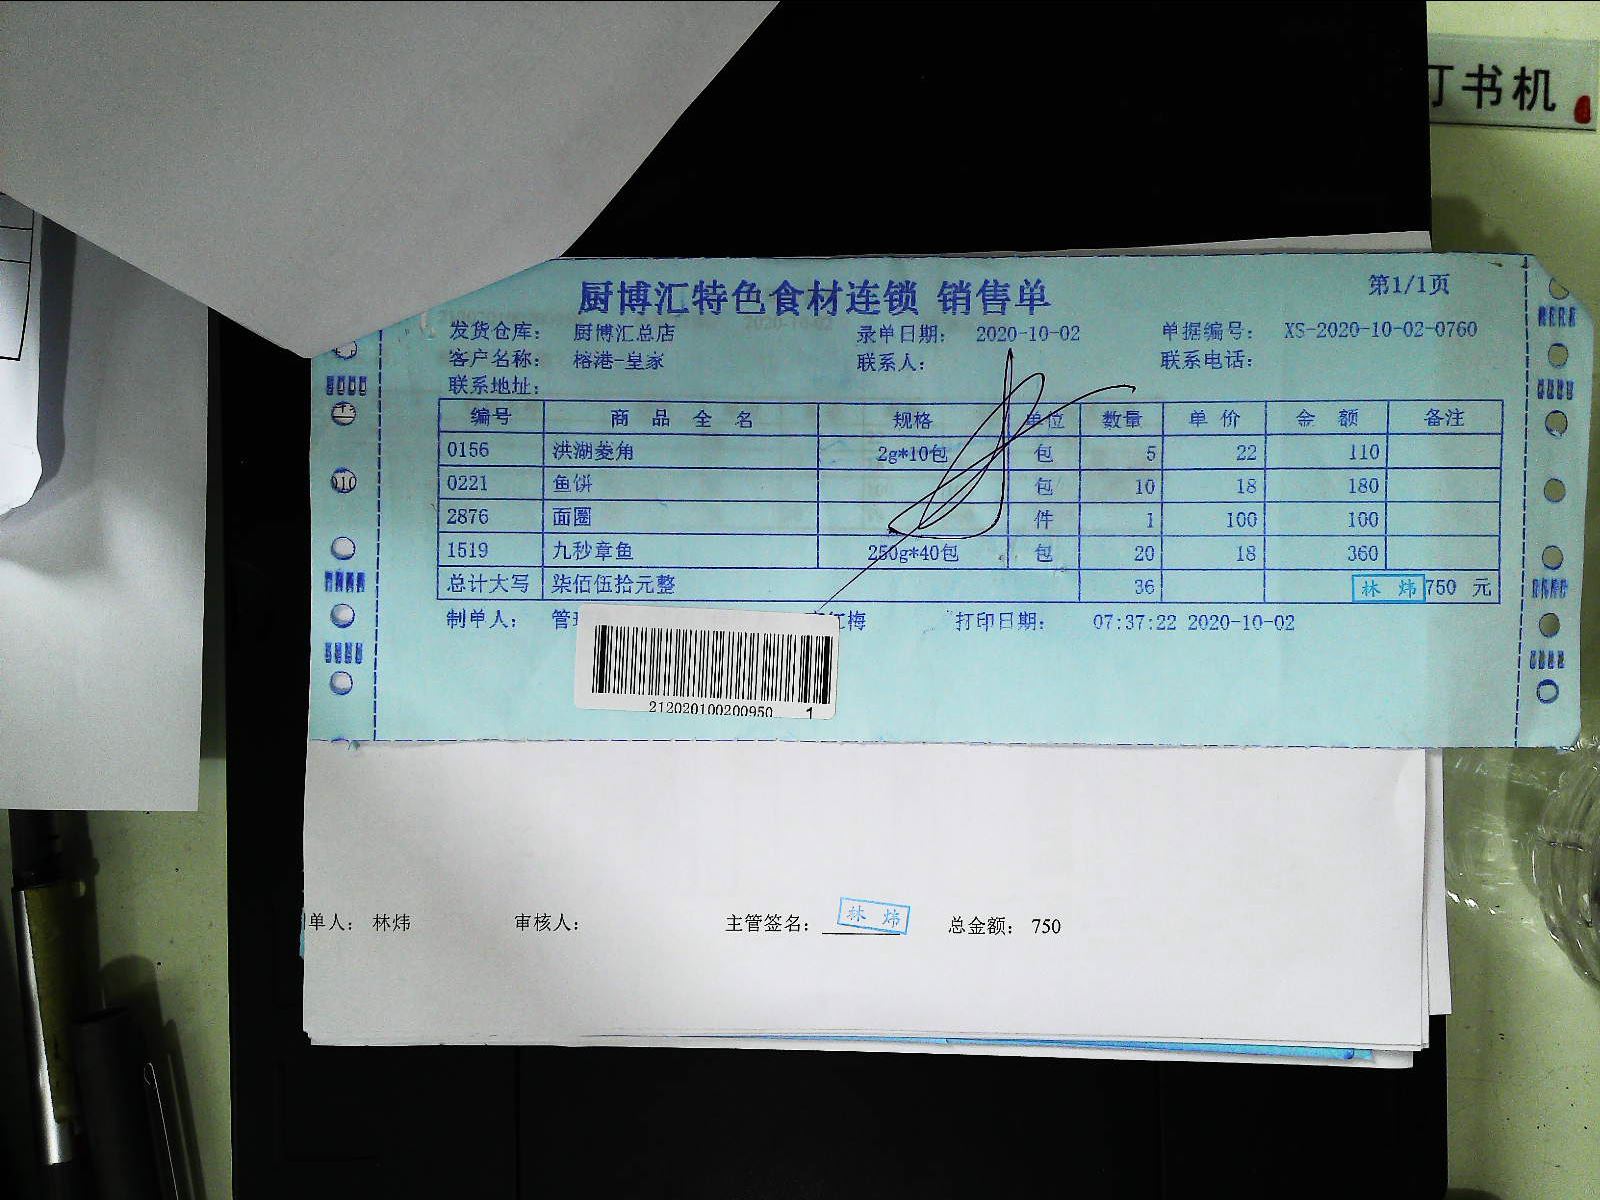 订书机
厨博汇特色食材连锁 销售单
第1/1页
发货仓库： 厨博汇总店 录单日期： 2020-10-02 单据编号： XS-2020-10-02-0760
客户名称： 榕港-皇家 联系人： 联系电话：
联系地址：
编号 商品全名 规格 单位 数量 单价 金额 备注
0156 洪湖菱角 2g*10包 包 5 22 110
0221 鱼饼 包 10 18 180
2876 面圈 件 1 100 100
1519 九秒章鱼 250g*40包 包 20 18 360
总计大写 柒佰伍拾元整 36 林炜 750 元
制单人： 管 红梅 打印日期： 07:37:22 2020-10-02
212020100200950 1
单人： 林炜 审核人： 主管签名： 林炜 总金额： 750